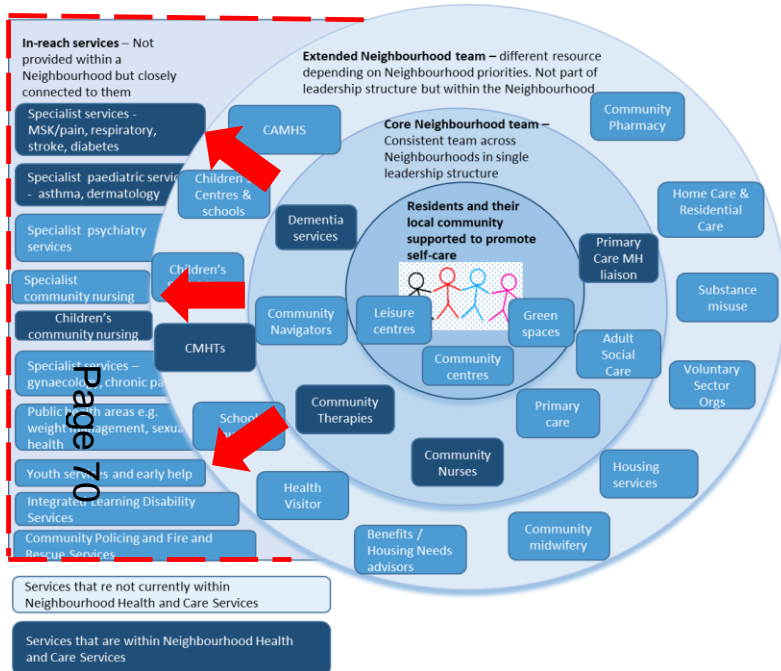 In-reach services – Not
provided within a
Neighbourhood but closely
connected to them
Specialist services -
MSK/pain, respiratory,
stroke, diabetes
Specialist paediatric
- asthma, dermatology
Specialist psychiatry
services
Specialist
community nursing
Children's
community nursing
Specialist services –
gynaecology, chronic
Public health areas e.g.
weight management,
health
Youth services and early help
Integrated Learning Disability
Services
Community Policing and Fire and
Rescue Services
Page 70
Extended Neighbourhood team – different resource
depending on Neighbourhood priorities. Not part of
leadership structure but within the Neighbourhood
CAMHS
Children's
Centres &
schools
Children's
CMHTs
School
Health
Visitor
Benefits /
Housing Needs
advisors
Community
midwifery
Housing
services
Voluntary
Sector
Orgs
Substance
misuse
Home Care &
Residential
Care
Community
Pharmacy
Core Neighbourhood team –
Consistent team across
Neighbourhoods in single
leadership structure
Dementia
services
Community
Navigators
Community
Therapies
Community
Nurses
Primary
care
Adult
Social
Care
Primary
Care MH
liaison
Residents and their
local community
supported to promote
self-care
Leisure
centres
Green
spaces
Community
centres
Services that re not currently within
Neighbourhood Health and Care Services
Services that are within Neighbourhood Health
and Care Services